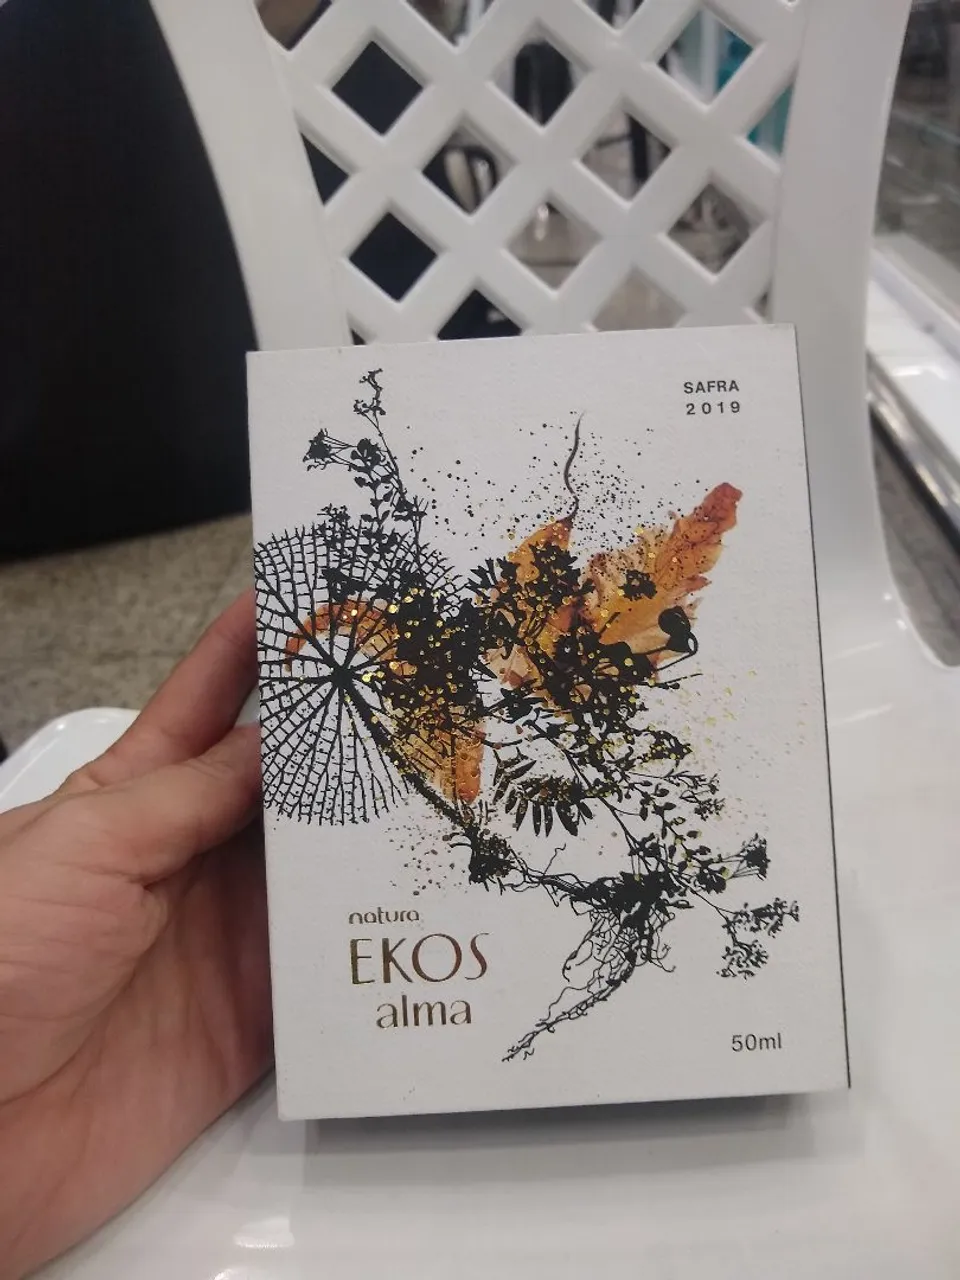 SAFRA
2019
natura
EKOS
alma
50ml